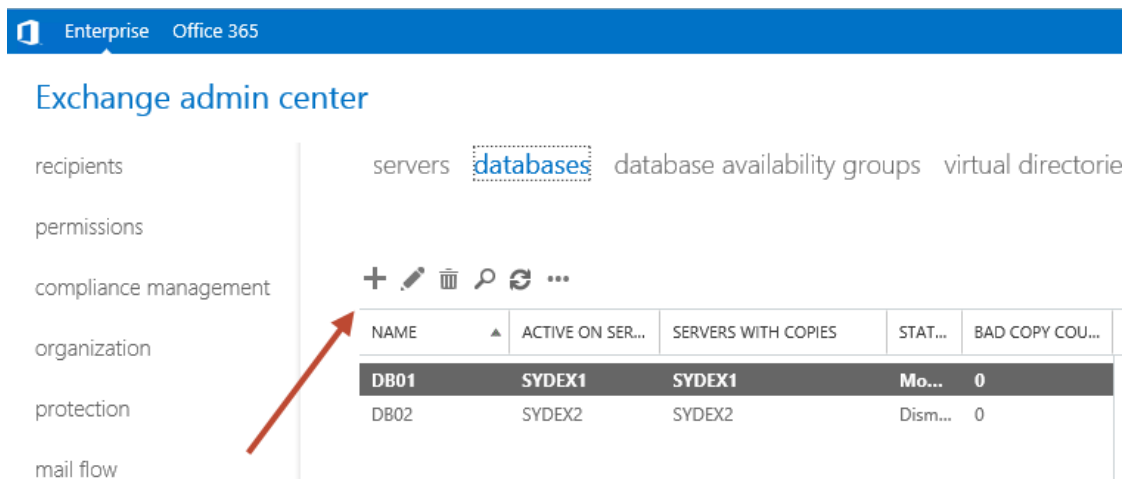 Enterprise Office 365
Exchange admin center
recipients
permissions
compliance management
organization
protection
mail flow
servers databases database availability groups virtual directorie
NAME ACTIVE ON SER... SERVERS WITH COPIES STAT... BAD COPY COU...
DB01 SYDEX1 SYDEX1 Mo... 0
DB02 SYDEX2 SYDEX2 Dism... 0